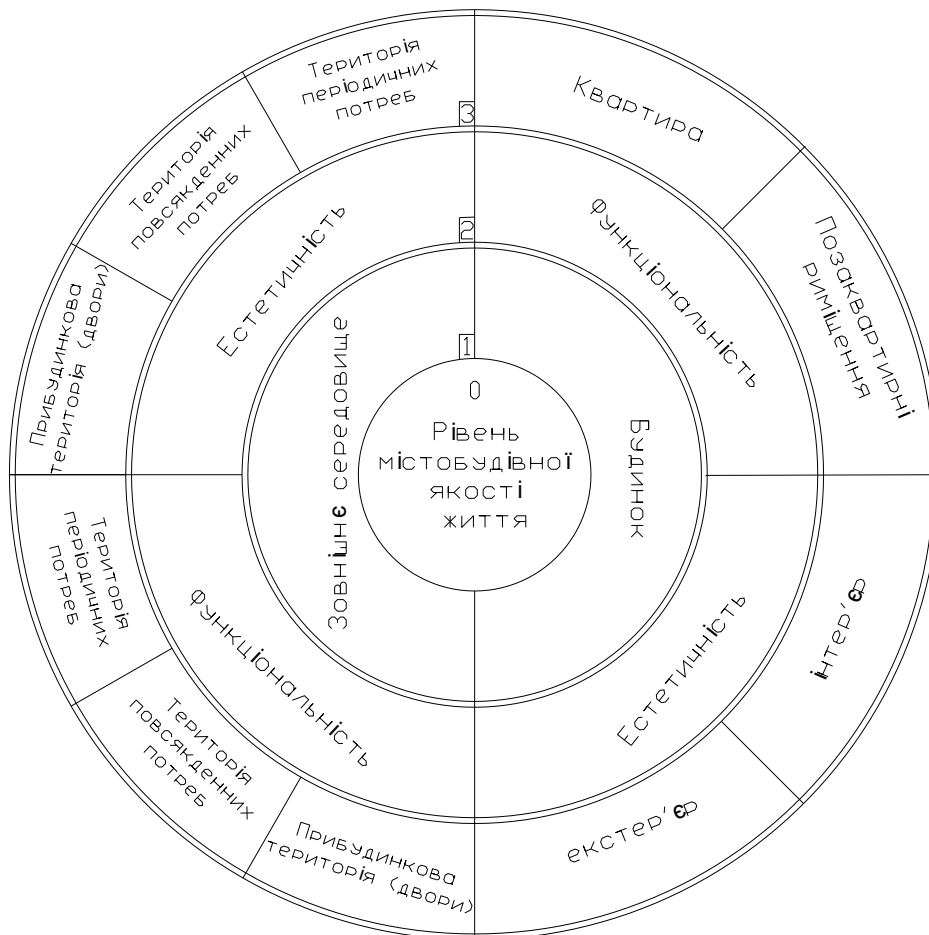 Територія
періодичних
потреб
Квартира
3
Територія
повсякденних
потреб
Позаквартирні
риміщення
2
Естетичність
Функціональність
Прибудинкова
територія (двори)
1
Зовнішнє середовище
Будинок
0
Рівень
містобудівної
якості
життя
Територія
періодичних
потреб
Функціональність
Естетичність
інтер'єр
Територія
повсякденних
потреб
Прибудинкова
територія (двори)
екстер'єр